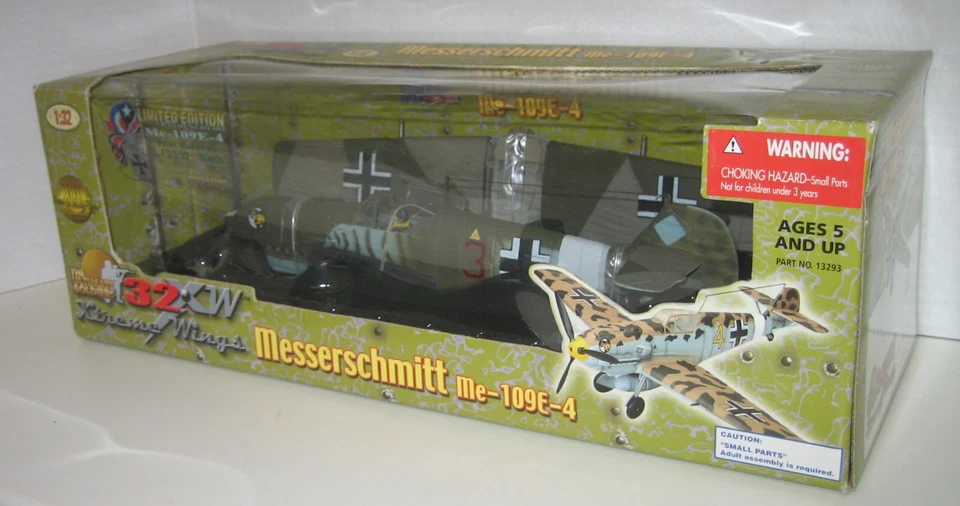 Messerschmitt Me-109E-4
Me-109E-4
1:32
LIMITED EDITION
Me-109E-4
WARNING:
CHOKING HAZARD–Small Parts
Not for children under 3 years
AGES 5
AND UP
PART NO. 13293
3
32XW
Xtreme Wings
Messerschmitt Me-109E-4
4
CAUTION:
"SMALL PARTS"
Adult assembly is required.